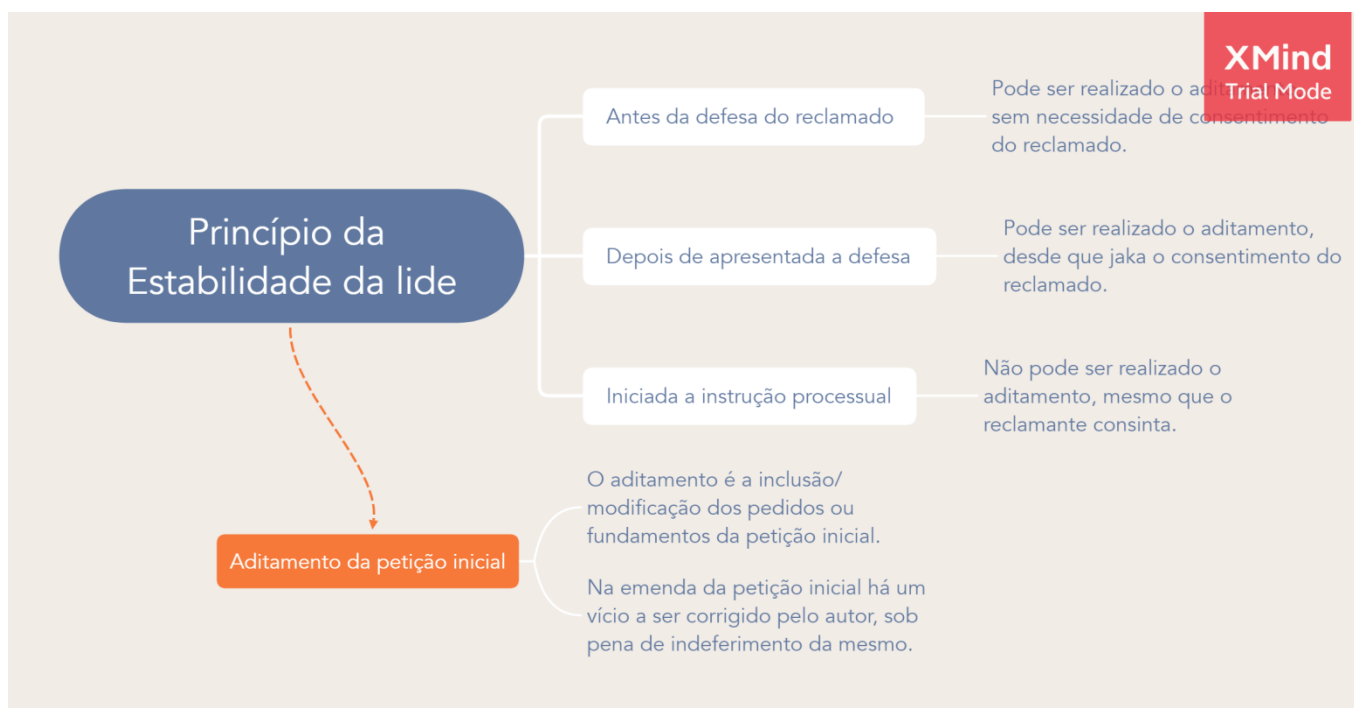 XMind
Trial Mode
Princípio da
Estabilidade da lide
Antes da defesa do reclamado
Pode ser realizado o
sem necessidade de consentimento
do reclamado.
Depois de apresentada a defesa
Pode ser realizado o aditamento,
desde que jaka o consentimento do
reclamado.
Iniciada a instrução processual
Não pode ser realizado o
aditamento, mesmo que o
reclamante consinta.
Aditamento da petição inicial
O aditamento é a inclusão/
modificação dos pedidos ou
fundamentos da petição inicial.
Na emenda da petição inicial há um
vício a ser corrigido pelo autor, sob
pena de indeferimento da mesmo.